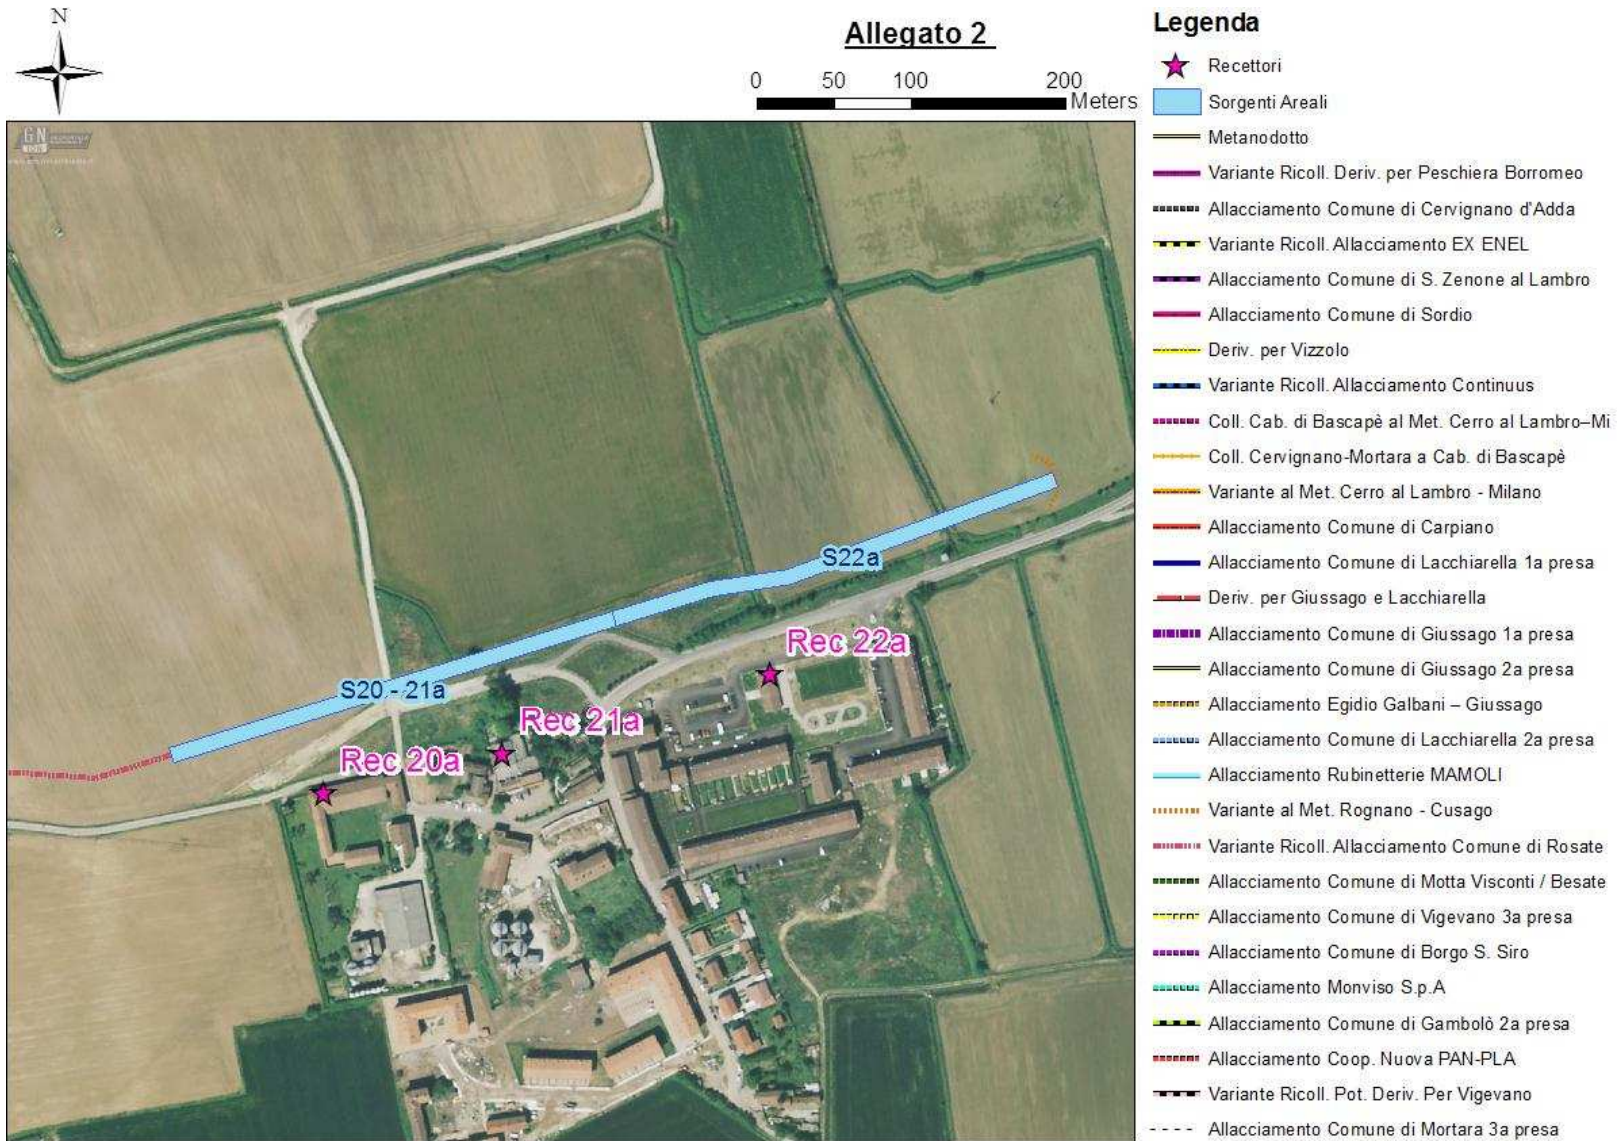 N
Allegato 2
0 50 100 200
Meters
GN
S22a
Rec 22a
S20 - 21a
Rec 21a
Rec 20a
Legenda
Recettori
Sorgenti Areali
Metanodotto
Variante Ricoll. Deriv. per Peschiera Borromeo
Allacciamento Comune di Cervignano d'Adda
Variante Ricoll. Allacciamento EX ENEL
Allacciamento Comune di S. Zenone al Lambro
Allacciamento Comune di Sordio
Deriv. per Vizzolo
Variante Ricoll. Allacciamento Continuus
Coll. Cab. di Bascapè al Met. Cerro al Lambro–Mi
Coll. Cervignano-Mortara a Cab. di Bascapè
Variante al Met. Cerro al Lambro - Milano
Allacciamento Comune di Carpiano
Allacciamento Comune di Lacchiarella 1a presa
Deriv. per Giussago e Lacchiarella
Allacciamento Comune di Giussago 1a presa
Allacciamento Comune di Giussago 2a presa
Allacciamento Egidio Galbani – Giussago
Allacciamento Comune di Lacchiarella 2a presa
Allacciamento Rubinetterie MAMOLI
Variante al Met. Rognano - Cusago
Variante Ricoll. Allacciamento Comune di Rosate
Allacciamento Comune di Motta Visconti / Besate
Allacciamento Comune di Vigevano 3a presa
Allacciamento Comune di Borgo S. Siro
Allacciamento Monviso S.p.A
Allacciamento Comune di Gambolò 2a presa
Allacciamento Coop. Nuova PAN-PLA
Variante Ricoll. Pot. Deriv. Per Vigevano
Allacciamento Comune di Mortara 3a presa